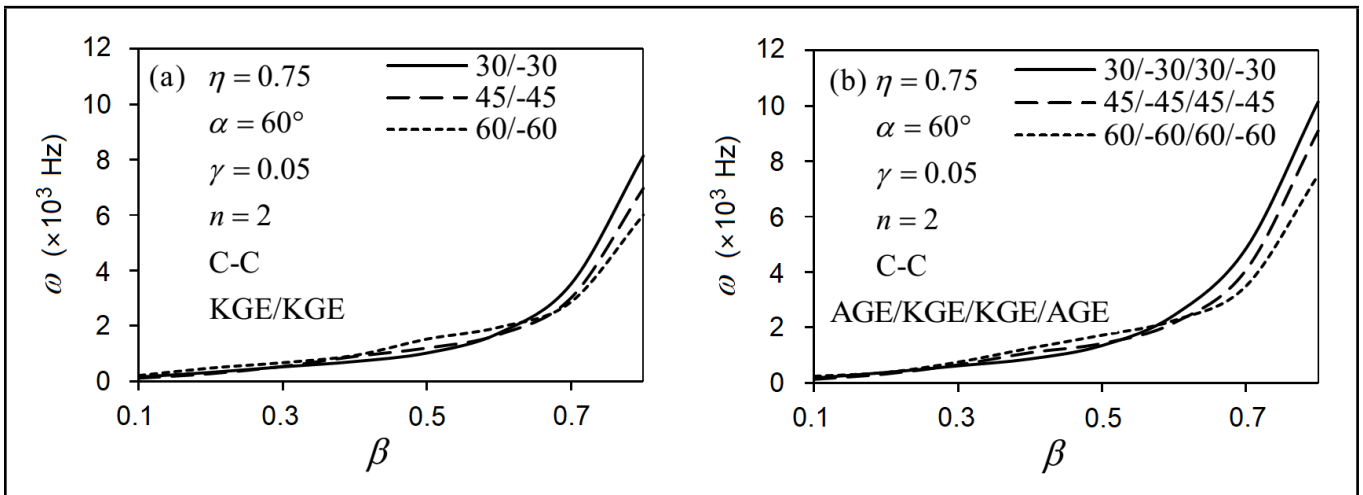 (a)
η = 0.75
α = 60°
γ = 0.05
n = 2
C-C
KGE/KGE
30/-30
45/-45
60/-60
12
10
8
6
4
2
0
ω (×10³ Hz)
0.1
0.3
0.5
0.7
β
(b)
η = 0.75
α = 60°
γ = 0.05
n = 2
C-C
AGE/KGE/KGE/AGE
30/-30/30/-30
45/-45/45/-45
60/-60/60/-60
12
10
8
6
4
2
0
ω (×10³ Hz)
0.1
0.3
0.5
0.7
β